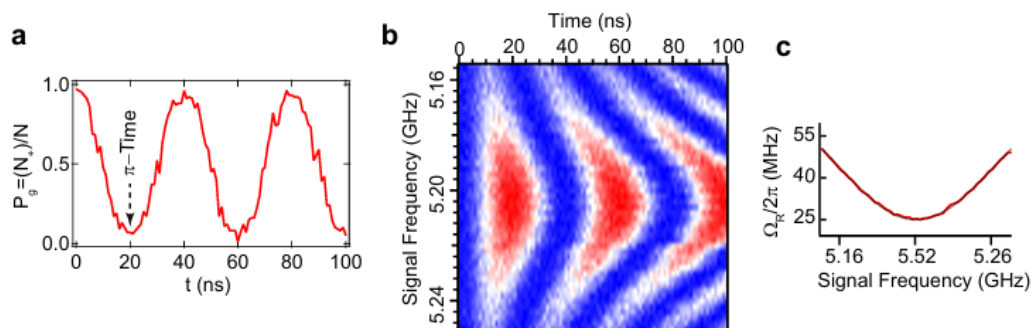 a
P_g=(N_+)/N
1.0
0.5
0.0
π-Time
0 20 40 60 80 100
t (ns)
b
Time (ns)
0 20 40 60 80 100
Signal Frequency (GHz)
5.16
5.20
5.24
c
Ω_R/2π (MHz)
55
40
25
5.16 5.52 5.26
Signal Frequency (GHz)